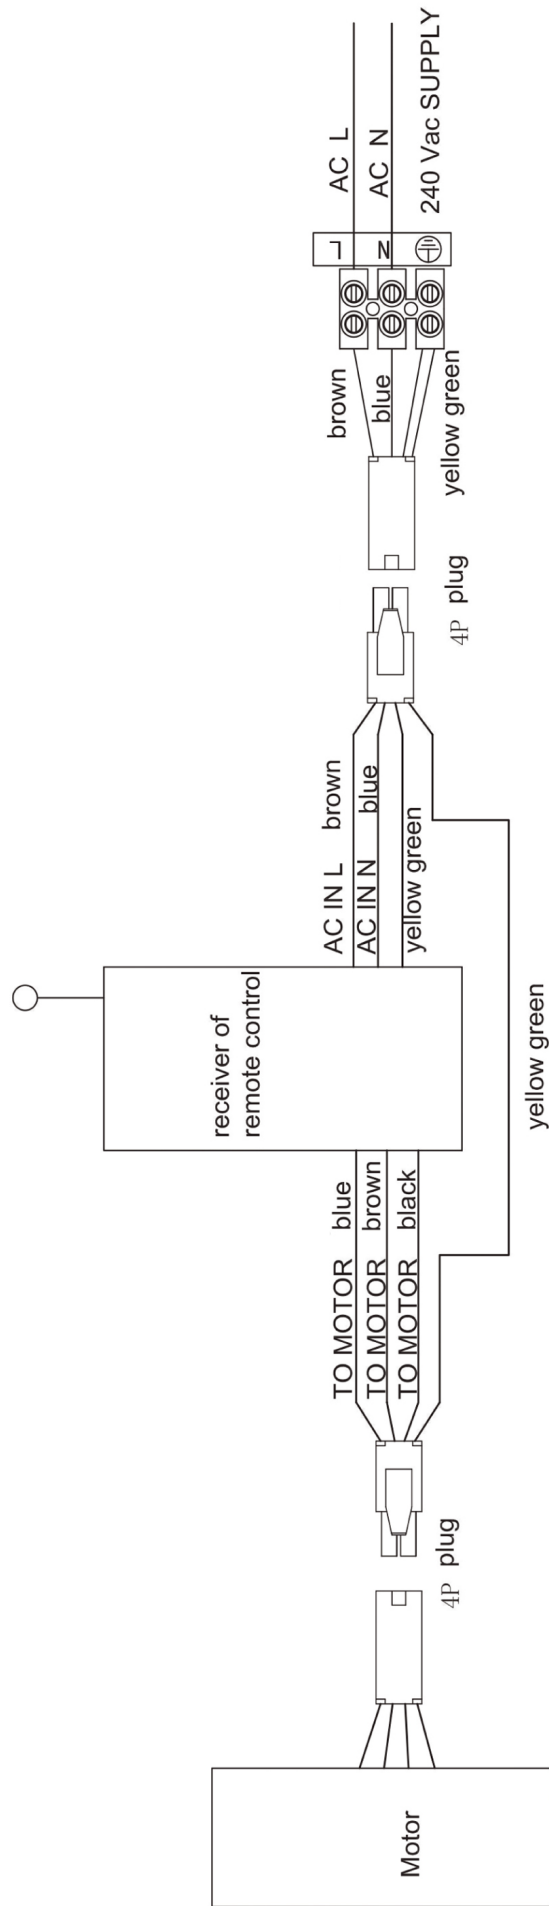 Motor
4P plug
TO MOTOR blue
TO MOTOR brown
TO MOTOR black
receiver of
remote control
yellow green
AC IN L brown
AC IN N blue
yellow green
4P plug
brown
blue
yellow green
L
N
AC L
AC N
240 Vac SUPPLY